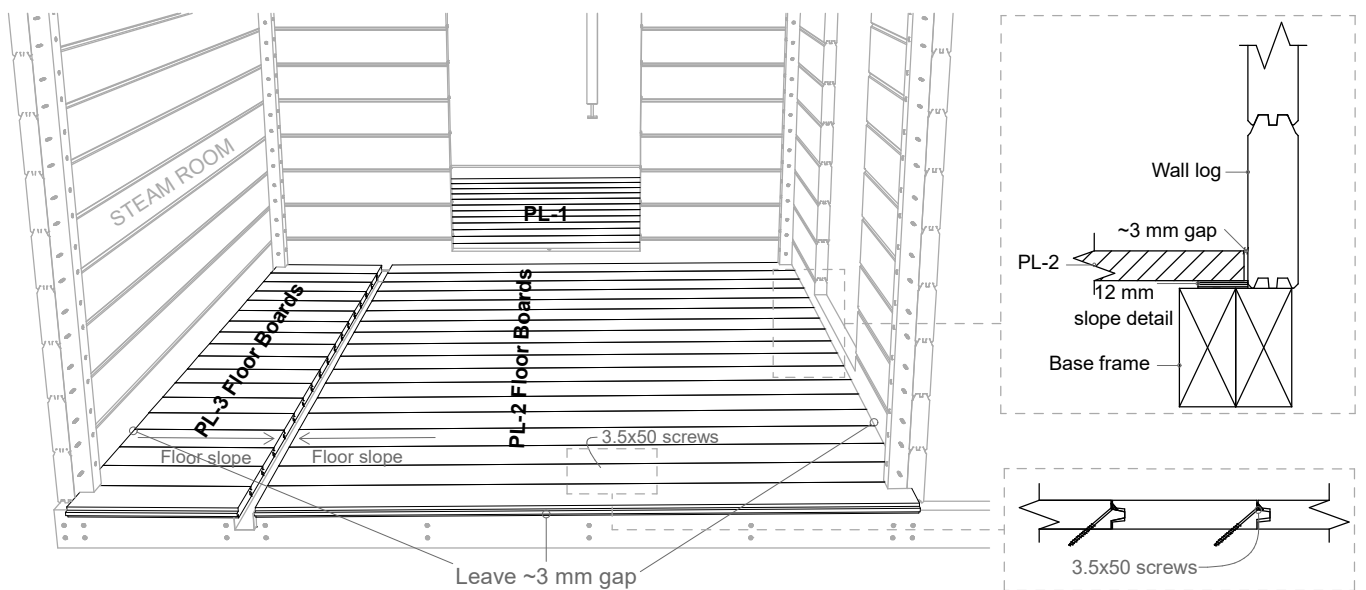 STEAM ROOM
PL-1
PL-3 Floor Boards
PL-2 Floor Boards
Floor slope
Floor slope
3.5x50 screws
Leave ~3 mm gap
Wall log
~3 mm gap
PL-2
12 mm
slope detail
Base frame
3.5x50 screws